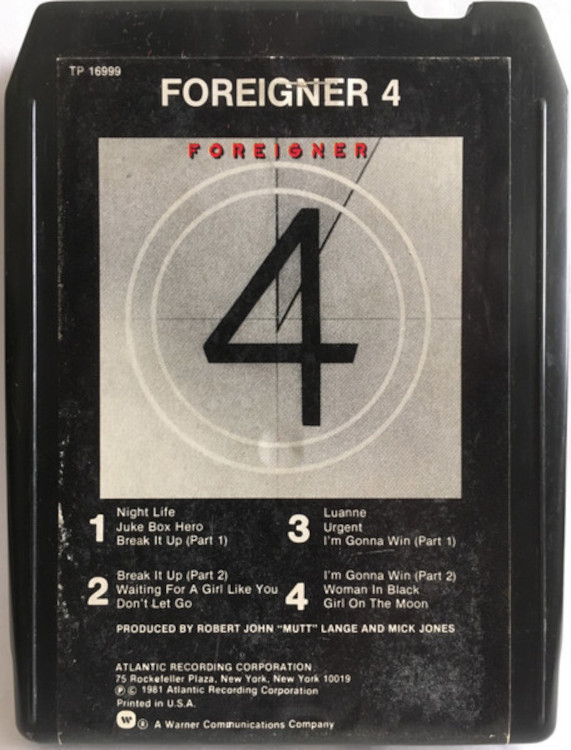 TP 16999
FOREIGNER 4
FOREIGNER
4
1 Night Life
Juke Box Hero
Break It Up (Part 1)
2 Break It Up (Part 2)
Waiting For A Girl Like You
Don't Let Go
3 Luanne
Urgent
I'm Gonna Win (Part 1)
4 I'm Gonna Win (Part 2)
Woman In Black
Girl On The Moon
PRODUCED BY ROBERT JOHN "MUTT" LANGE AND MICK JONES
ATLANTIC RECORDING CORPORATION
75 Rockefeller Plaza, New York, New York 10019
Ⓟ © 1981 Atlantic Recording Corporation
Printed in U.S.A.
W ® A Warner Communications Company